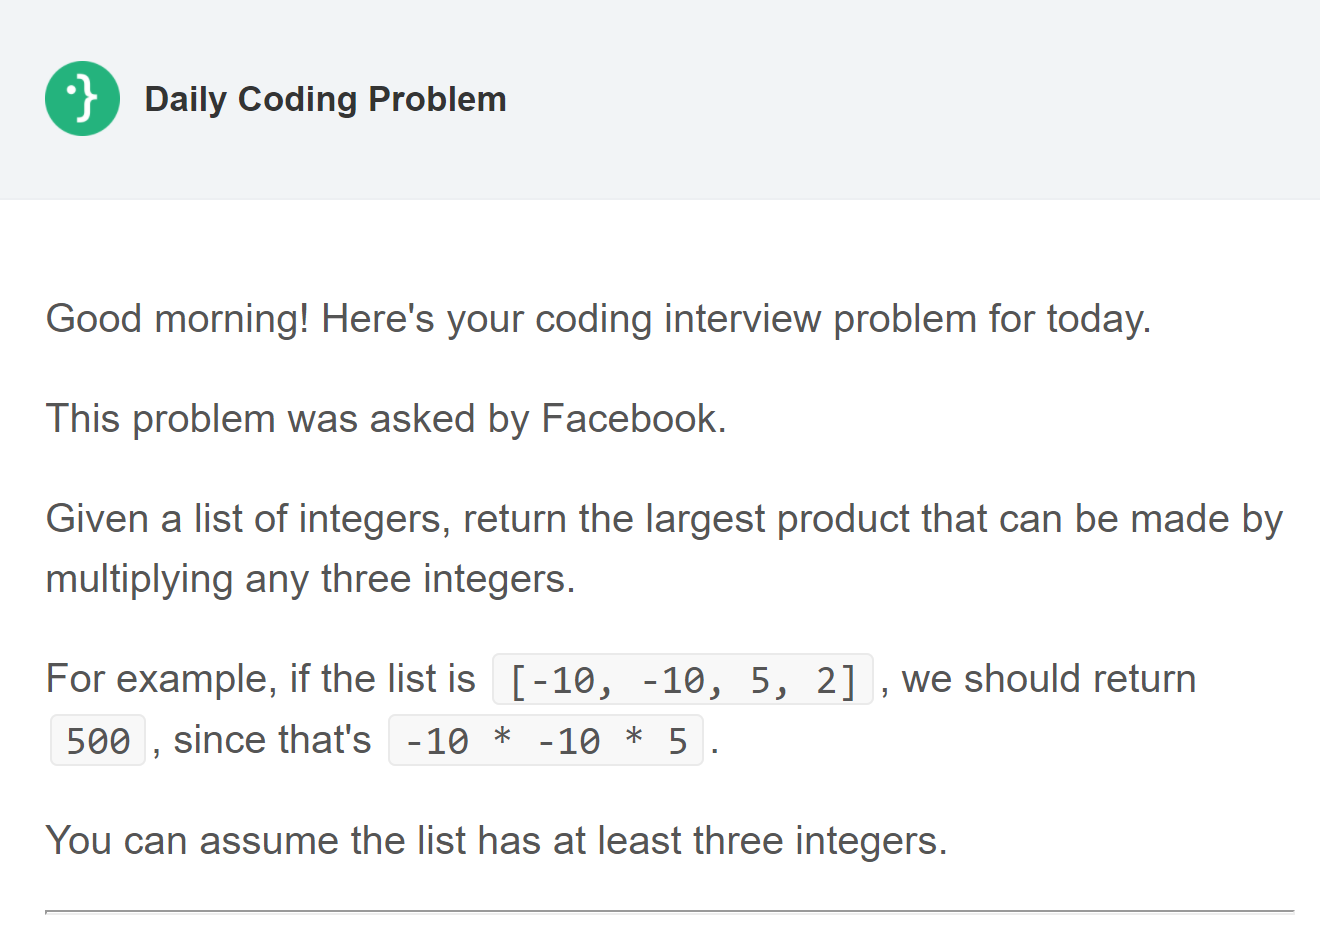 Daily Coding Problem
Good morning! Here's your coding interview problem for today.
This problem was asked by Facebook.
Given a list of integers, return the largest product that can be made by
multiplying any three integers.
For example, if the list is [-10, -10, 5, 2], we should return
500, since that's -10 * -10 * 5.
You can assume the list has at least three integers.